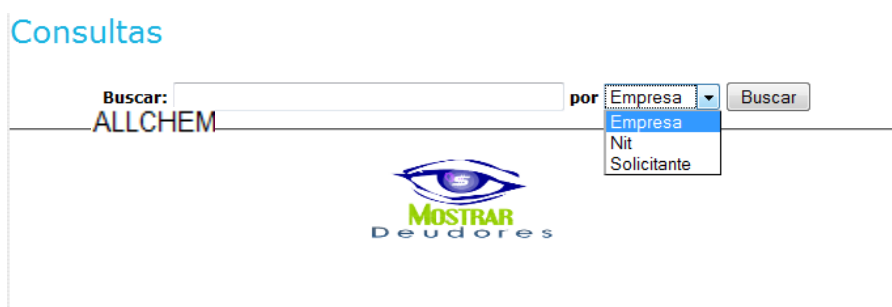 Consultas
Buscar: por Empresa Buscar
ALLCHEM
Empresa
Nit
Solicitante
S
MOSTRAR
Deudores